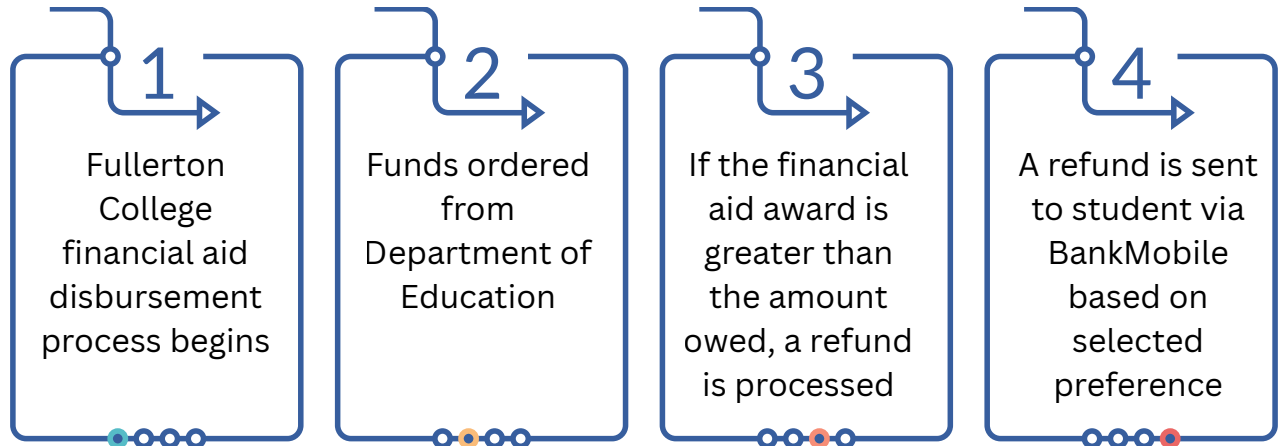 1
Fullerton
College
financial aid
disbursement
process begins
2
Funds ordered
from
Department of
Education
3
If the financial
aid award is
greater than
the amount
owed, a refund
is processed
4
A refund is sent
to student via
BankMobile
based on
selected
preference